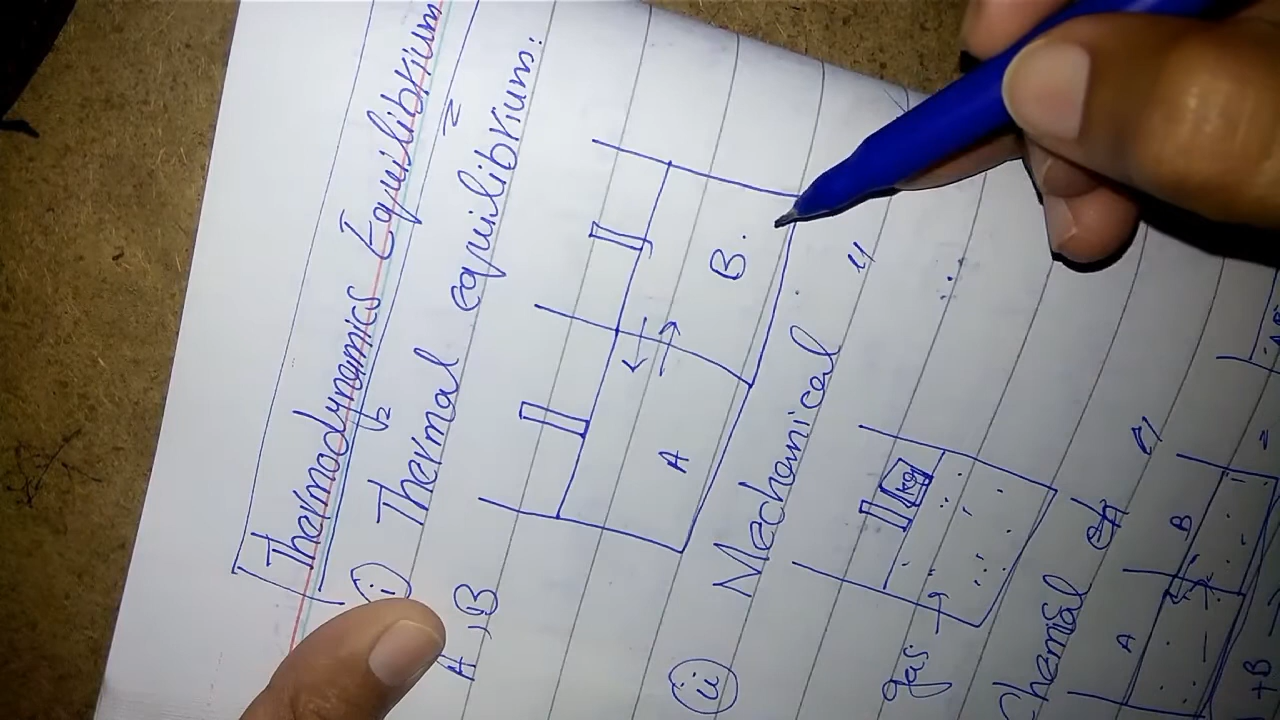 Thermodynamics Equilibrium
(i) Thermal equilibrium:
A, B
A B.
(ii) Mechanical "
kg
gas →
Chemical "
A B
+B →